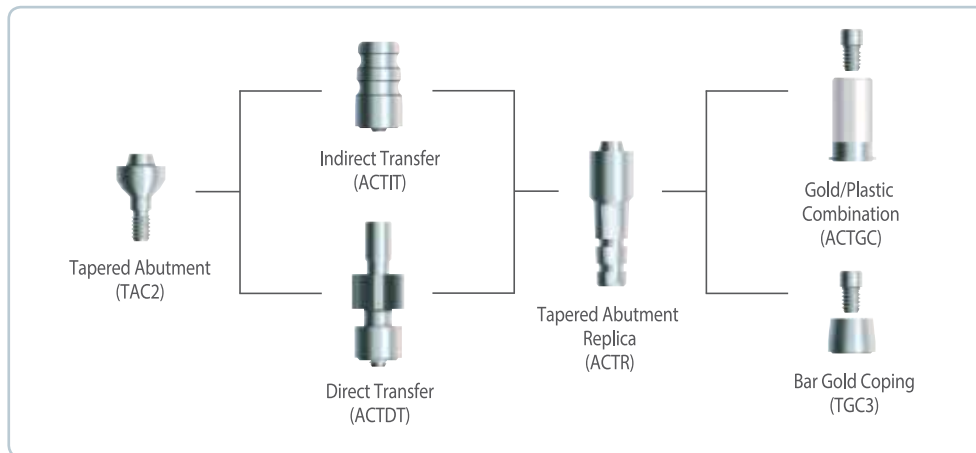 Tapered Abutment
(TAC2)
Indirect Transfer
(ACTIT)
Direct Transfer
(ACTDT)
Tapered Abutment
Replica
(ACTR)
Gold/Plastic
Combination
(ACTGC)
Bar Gold Coping
(TGC3)